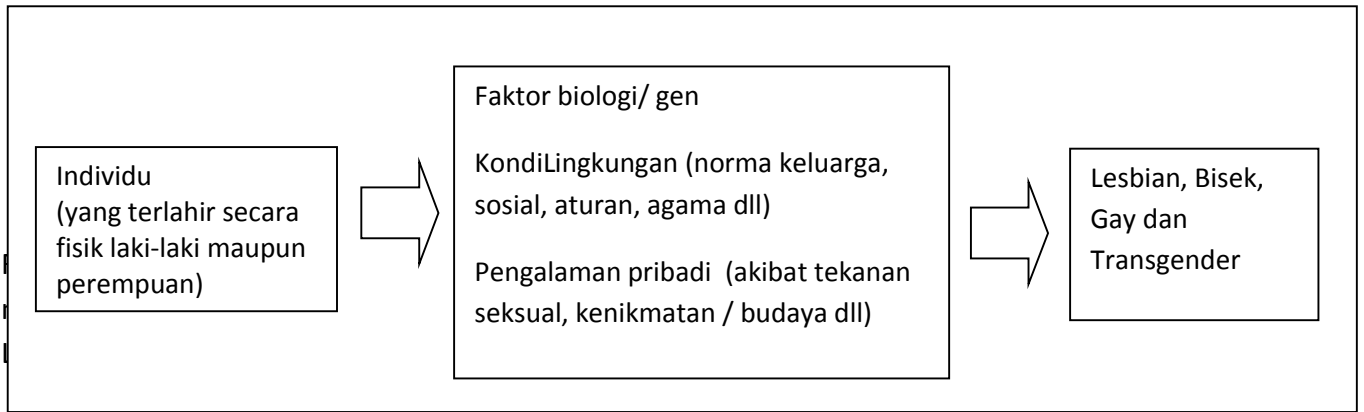 Individu
(yang terlahir secara
fisik laki-laki maupun
perempuan)
Faktor biologi/ gen
KondiLingkungan (norma keluarga,
sosial, aturan, agama dll)
Pengalaman pribadi (akibat tekanan
seksual, kenikmatan / budaya dll)
Lesbian, Bisek,
Gay dan
Transgender